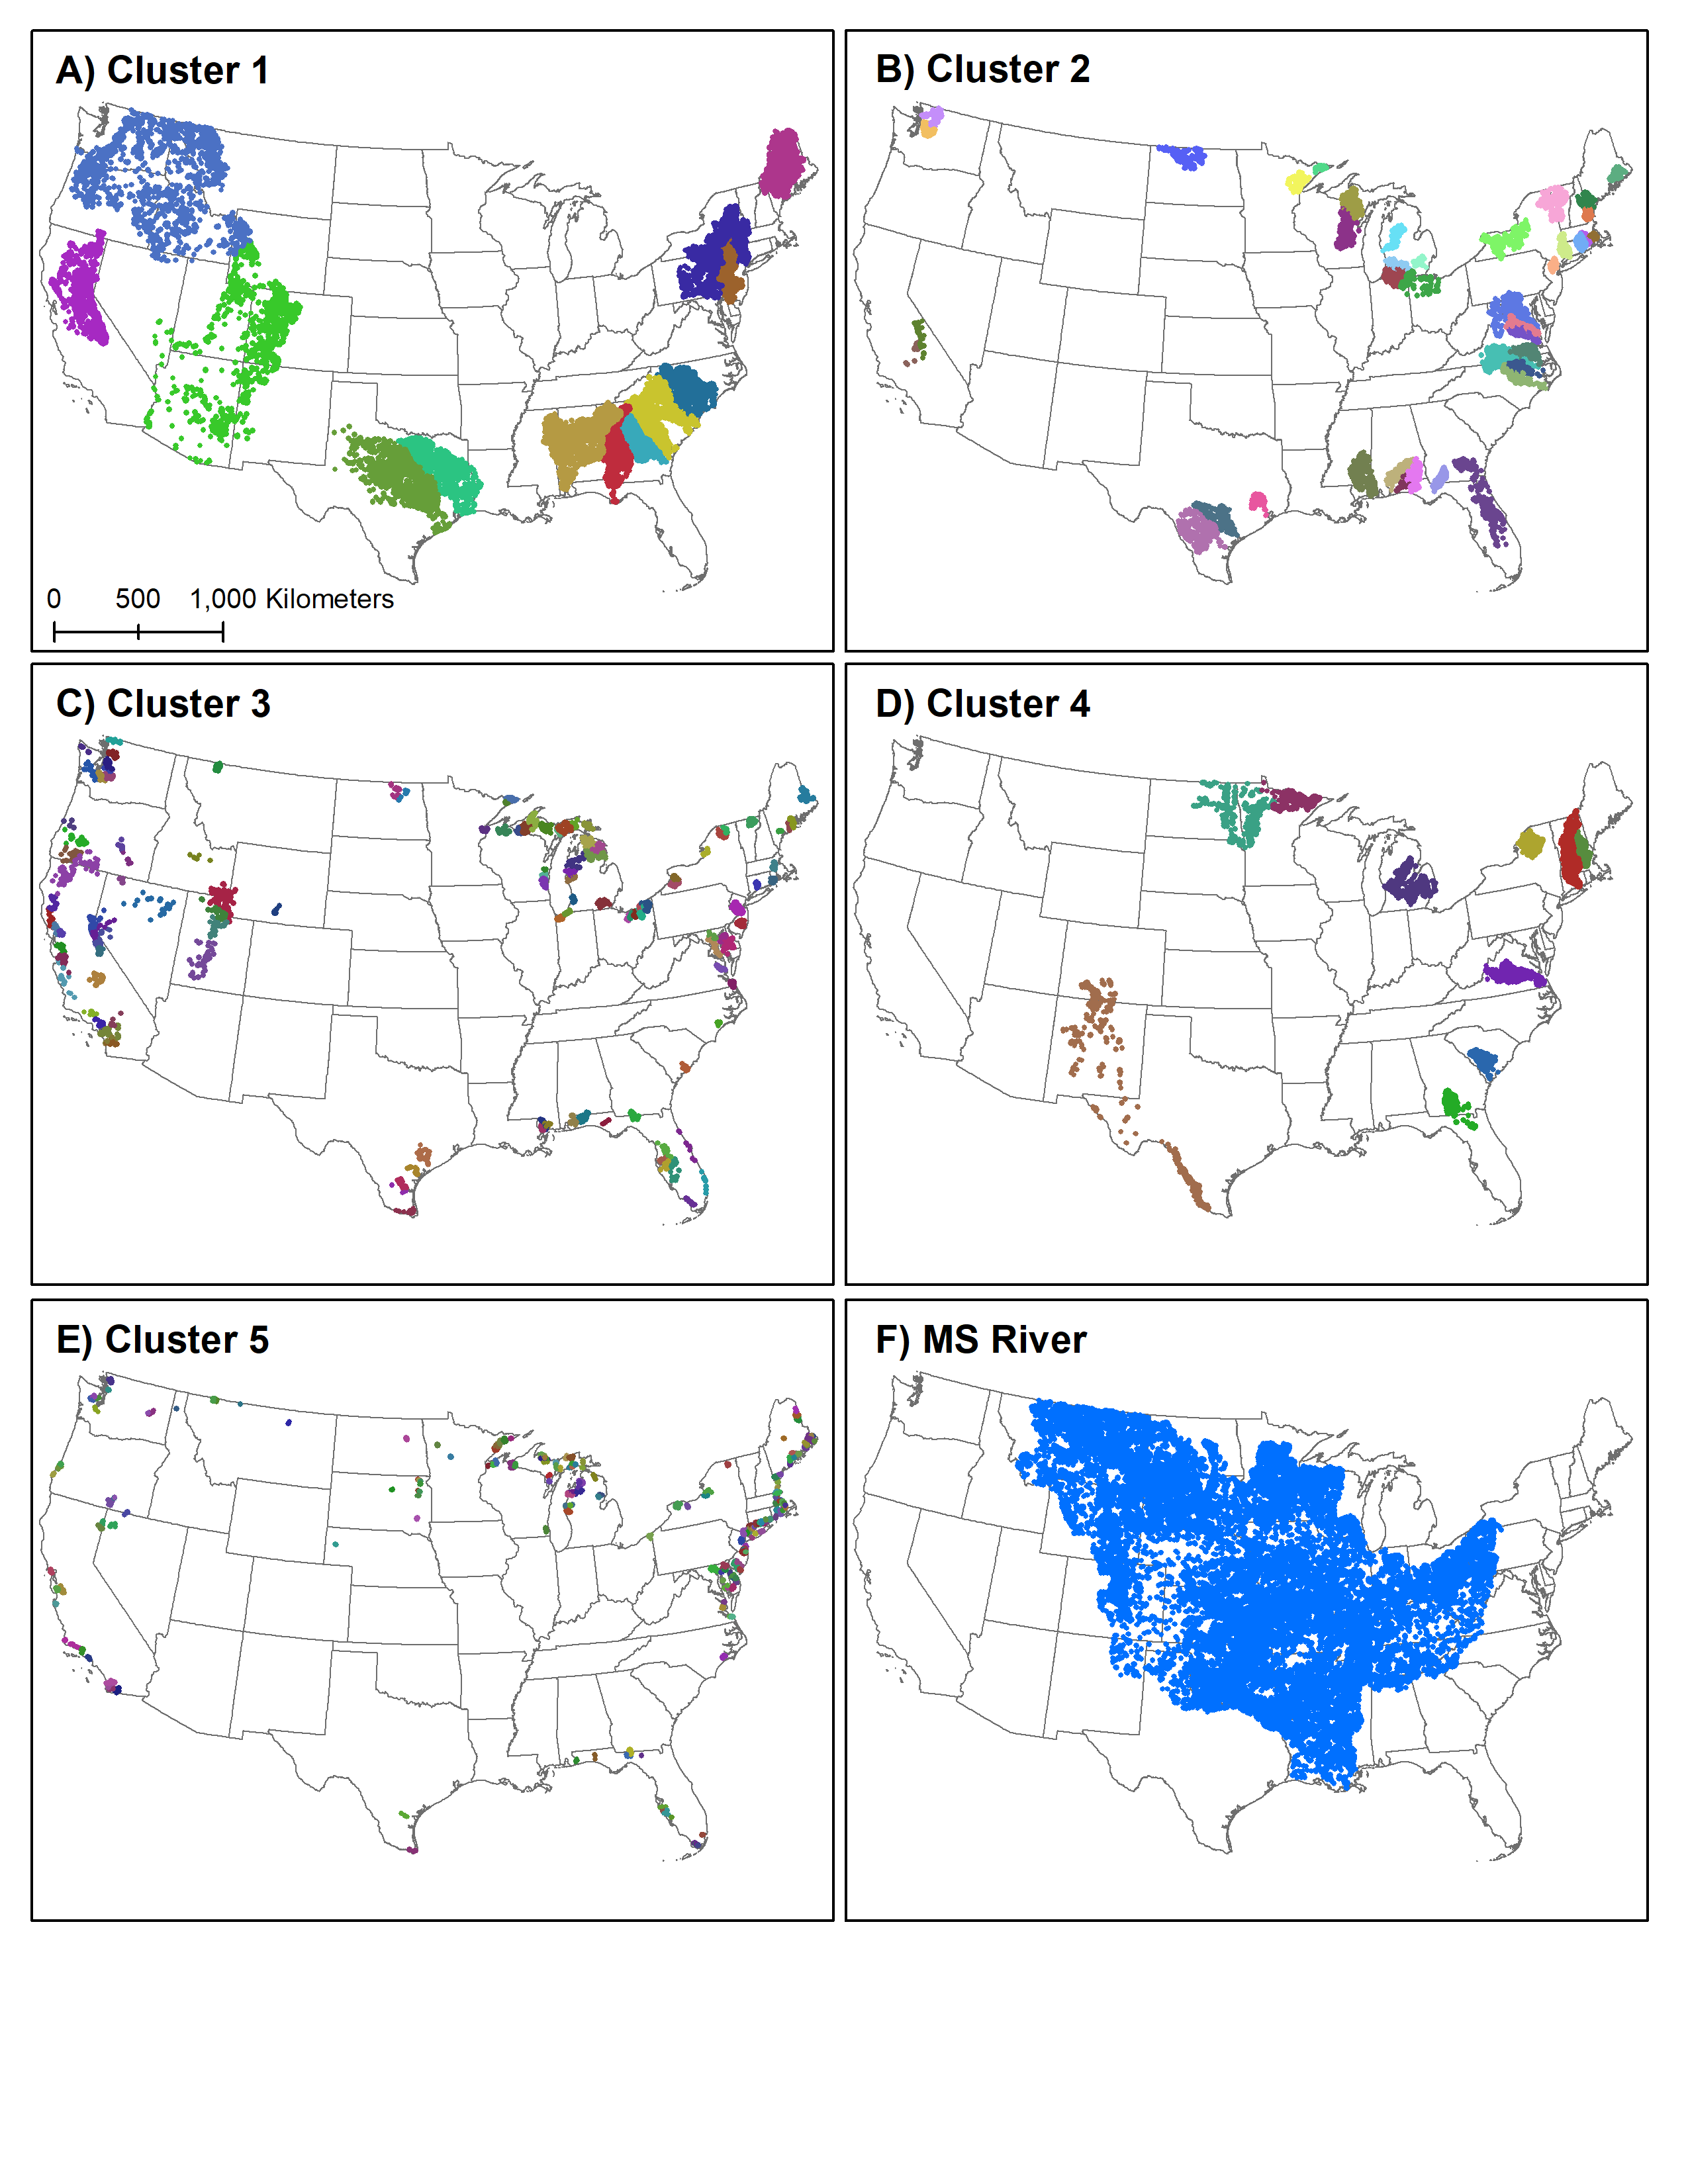 A) Cluster 1
B) Cluster 2
0 500 1,000 Kilometers
C) Cluster 3
D) Cluster 4
E) Cluster 5
F) MS River